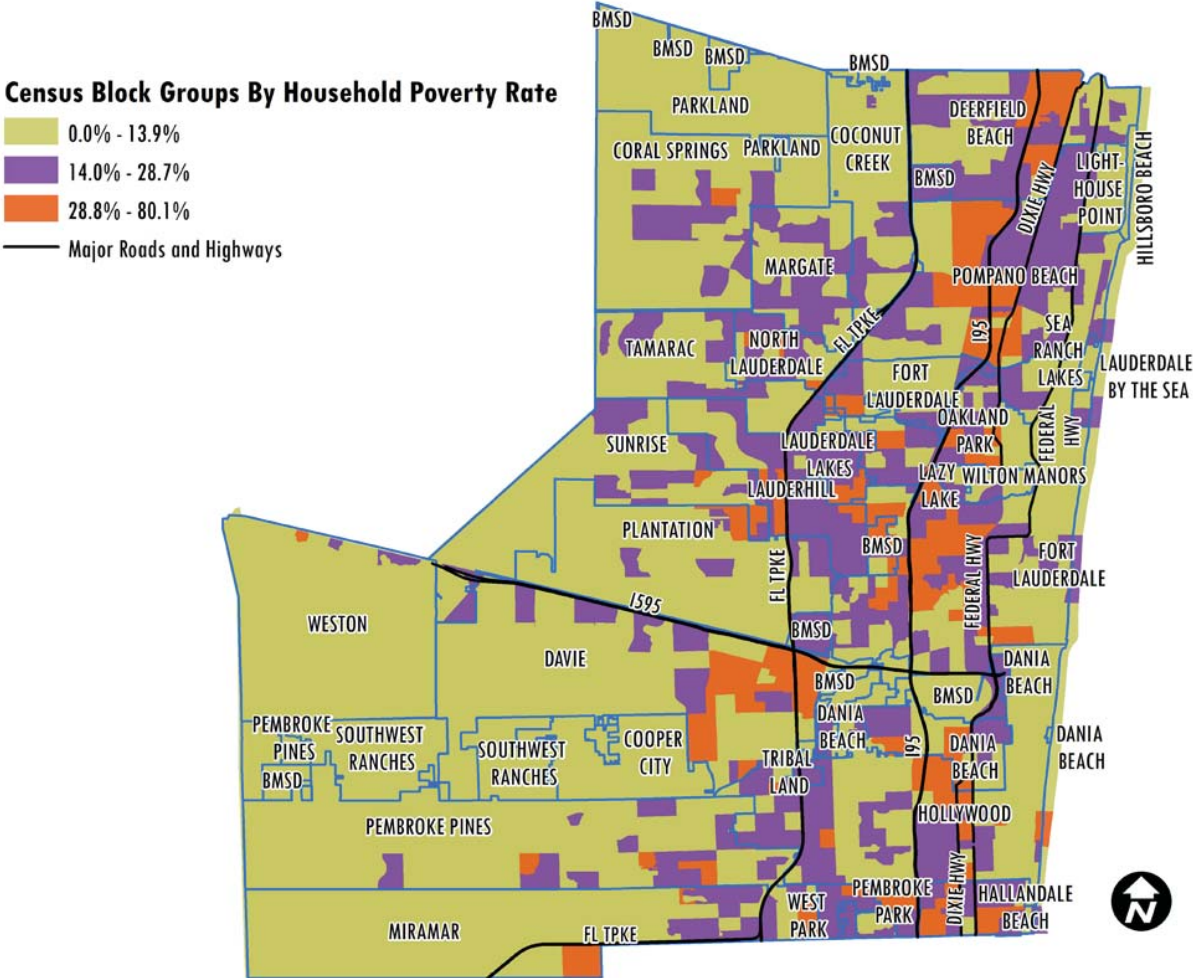 Census Block Groups By Household Poverty Rate
0.0% - 13.9%
14.0% - 28.7%
28.8% - 80.1%
Major Roads and Highways
BMSD
BMSD
BMSD
BMSD
PARKLAND
DEERFIELD
BEACH
COCONUT
CREEK
CORAL SPRINGS
PARKLAND
LIGHT-
HOUSE
POINT
HILLSBORO BEACH
BMSD
DIXIE HWY
MARGATE
POMPANO BEACH
FL TPKE
I95
SEA
RANCH
LAKES
TAMARAC
NORTH
LAUDERDALE
LAUDERDALE
BY THE SEA
FORT
LAUDERDALE
OAKLAND
PARK
FEDERAL
HWY
SUNRISE
LAUDERDALE
LAKES
LAZY
LAKE
WILTON MANORS
LAUDERHILL
PLANTATION
BMSD
FL TPKE
FEDERAL HWY
FORT
LAUDERDALE
I595
WESTON
BMSD
DAVIE
DANIA
BEACH
BMSD
BMSD
DANIA
BEACH
PEMBROKE
PINES
SOUTHWEST
RANCHES
BMSD
SOUTHWEST
RANCHES
COOPER
CITY
I95
DANIA
BEACH
DANIA
BEACH
TRIBAL
LAND
PEMBROKE PINES
HOLLYWOOD
DIXIE HWY
PEMBROKE
PARK
HALLANDALE
BEACH
WEST
PARK
MIRAMAR
FL TPKE
N